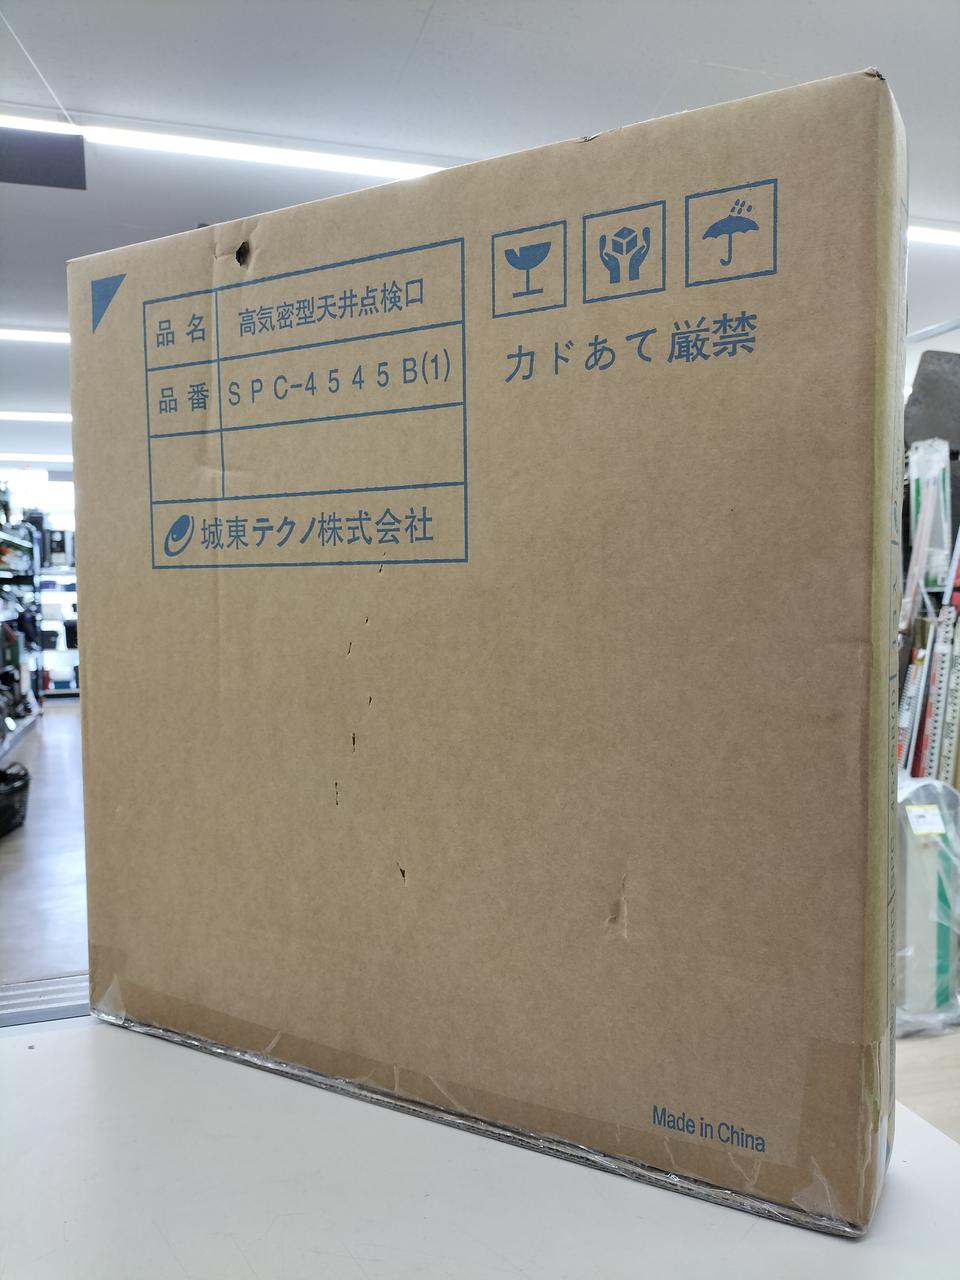 品名 高気密型天井点検口
品番 SPC-4545B(1)
城東テクノ株式会社
カドあて厳禁
Made in China